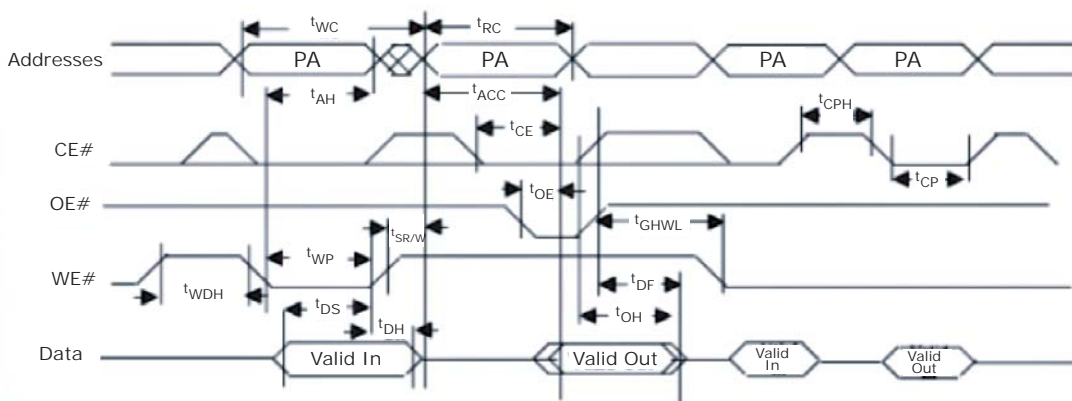 tWC
tRC
Addresses
PA
PA
PA
PA
tAH
tACC
tCPH
tCE
CE#
tCP
tOE
OE#
tGHWL
tSR/W
tWP
WE#
tWDH
tDF
tDS
tOH
tDH
Data
Valid In
Valid Out
Valid
In
Valid
Out